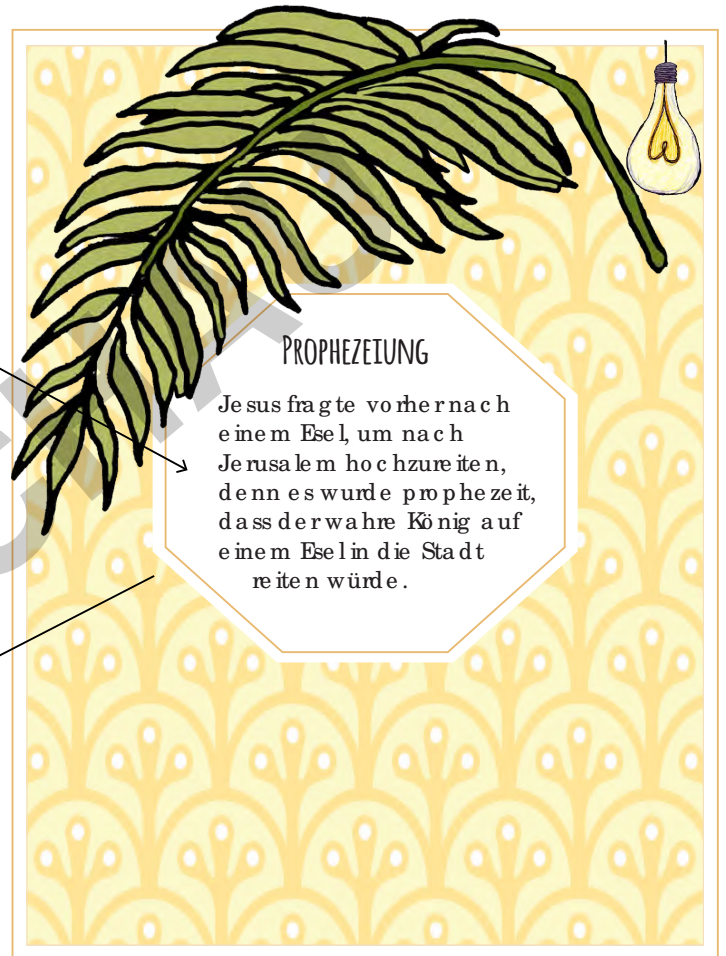 PROPHEZEIUNG
Jesus fragte vorher nach
einem Esel, um nach
Jerusalem hochzureiten,
denn es wurde prophezeit,
dass der wahre König auf
einem Esel in die Stadt
reiten würde.